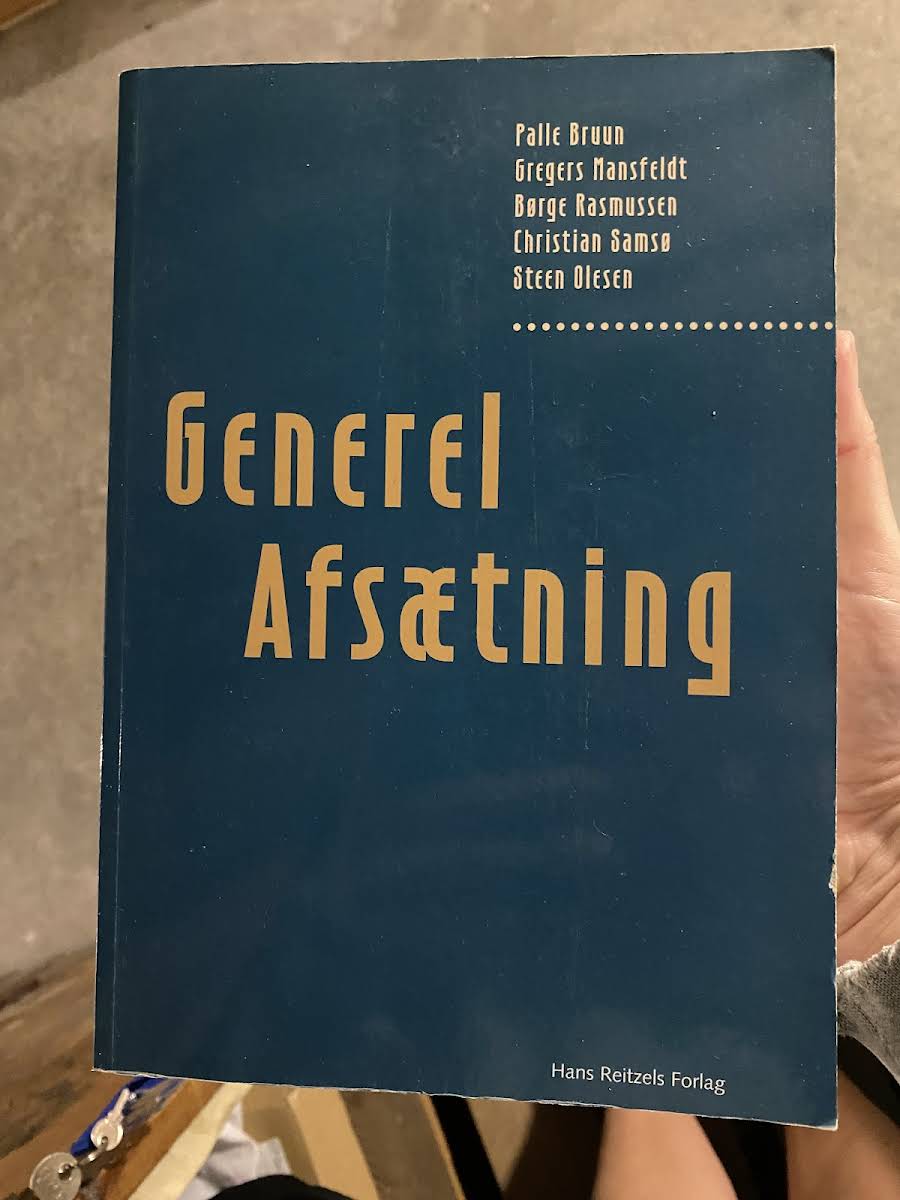 Palle Bruun
Gregers Mansfeldt
Børge Rasmussen
Christian Samsø
Steen Olesen
Generel
Afsætning
Hans Reitzels Forlag